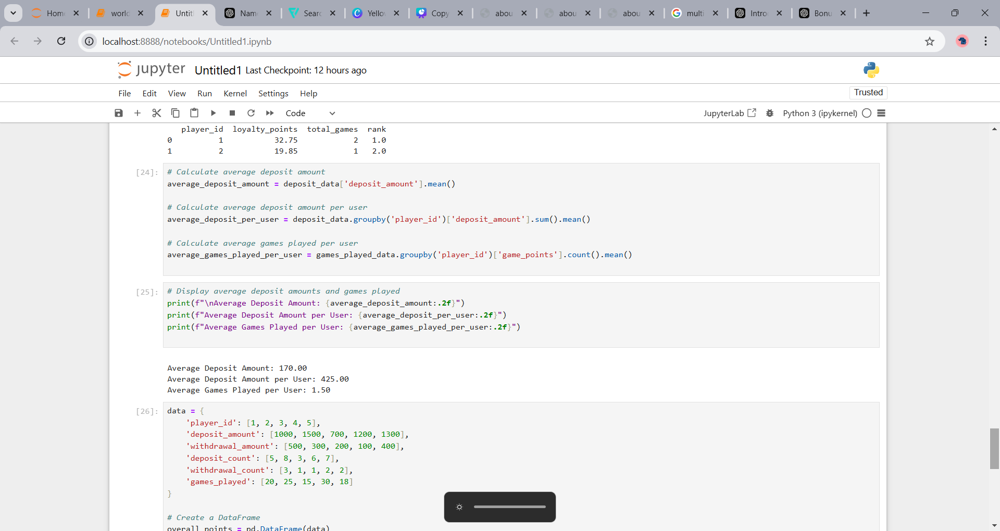 Home
world
Untit
Name
Searc
Yello
Copy
abou
abou
abou
multi
Intro
Bonu
localhost:8888/notebooks/Untitled1.ipynb
jupyter Untitled1 Last Checkpoint: 12 hours ago
File Edit View Run Kernel Settings Help
Trusted
Code
JupyterLab Python 3 (ipykernel)
player_id loyalty_points total_games rank
0 1 32.75 2 1.0
1 2 19.85 1 2.0
[24]:
# Calculate average deposit amount
average_deposit_amount = deposit_data['deposit_amount'].mean()
# Calculate average deposit amount per user
average_deposit_per_user = deposit_data.groupby('player_id')['deposit_amount'].sum().mean()
# Calculate average games played per user
average_games_played_per_user = games_played_data.groupby('player_id')['game_points'].count().mean()
[25]:
# Display average deposit amounts and games played
print(f"\nAverage Deposit Amount: {average_deposit_amount:.2f}")
print(f"Average Deposit Amount per User: {average_deposit_per_user:.2f}")
print(f"Average Games Played per User: {average_games_played_per_user:.2f}")
Average Deposit Amount: 170.00
Average Deposit Amount per User: 425.00
Average Games Played per User: 1.50
[26]:
data = {
    'player_id': [1, 2, 3, 4, 5],
    'deposit_amount': [1000, 1500, 700, 1200, 1300],
    'withdrawal_amount': [500, 300, 200, 100, 400],
    'deposit_count': [5, 8, 3, 6, 7],
    'withdrawal_count': [3, 1, 1, 2, 2],
    'games_played': [20, 25, 15, 30, 18]
}
# Create a DataFrame
overall_points = pd.DataFrame(data)